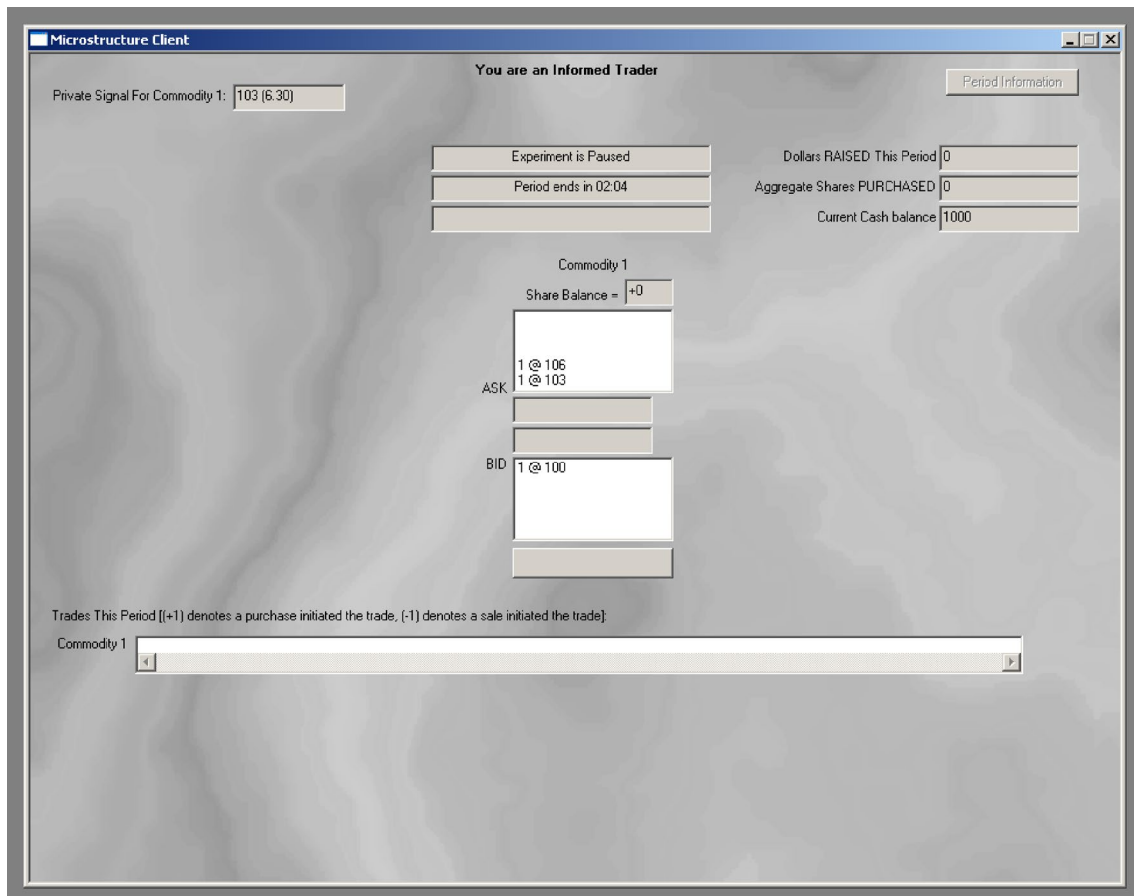 Microstructure Client
You are an Informed Trader
Period Information
Private Signal For Commodity 1: 103 (6.30)
Experiment is Paused
Dollars RAISED This Period 0
Period ends in 02:04
Aggregate Shares PURCHASED 0
Current Cash balance 1000
Commodity 1
Share Balance = +0
1 @ 106
ASK 1 @ 103
BID 1 @ 100
Trades This Period [(+1) denotes a purchase initiated the trade, (-1) denotes a sale initiated the trade]:
Commodity 1